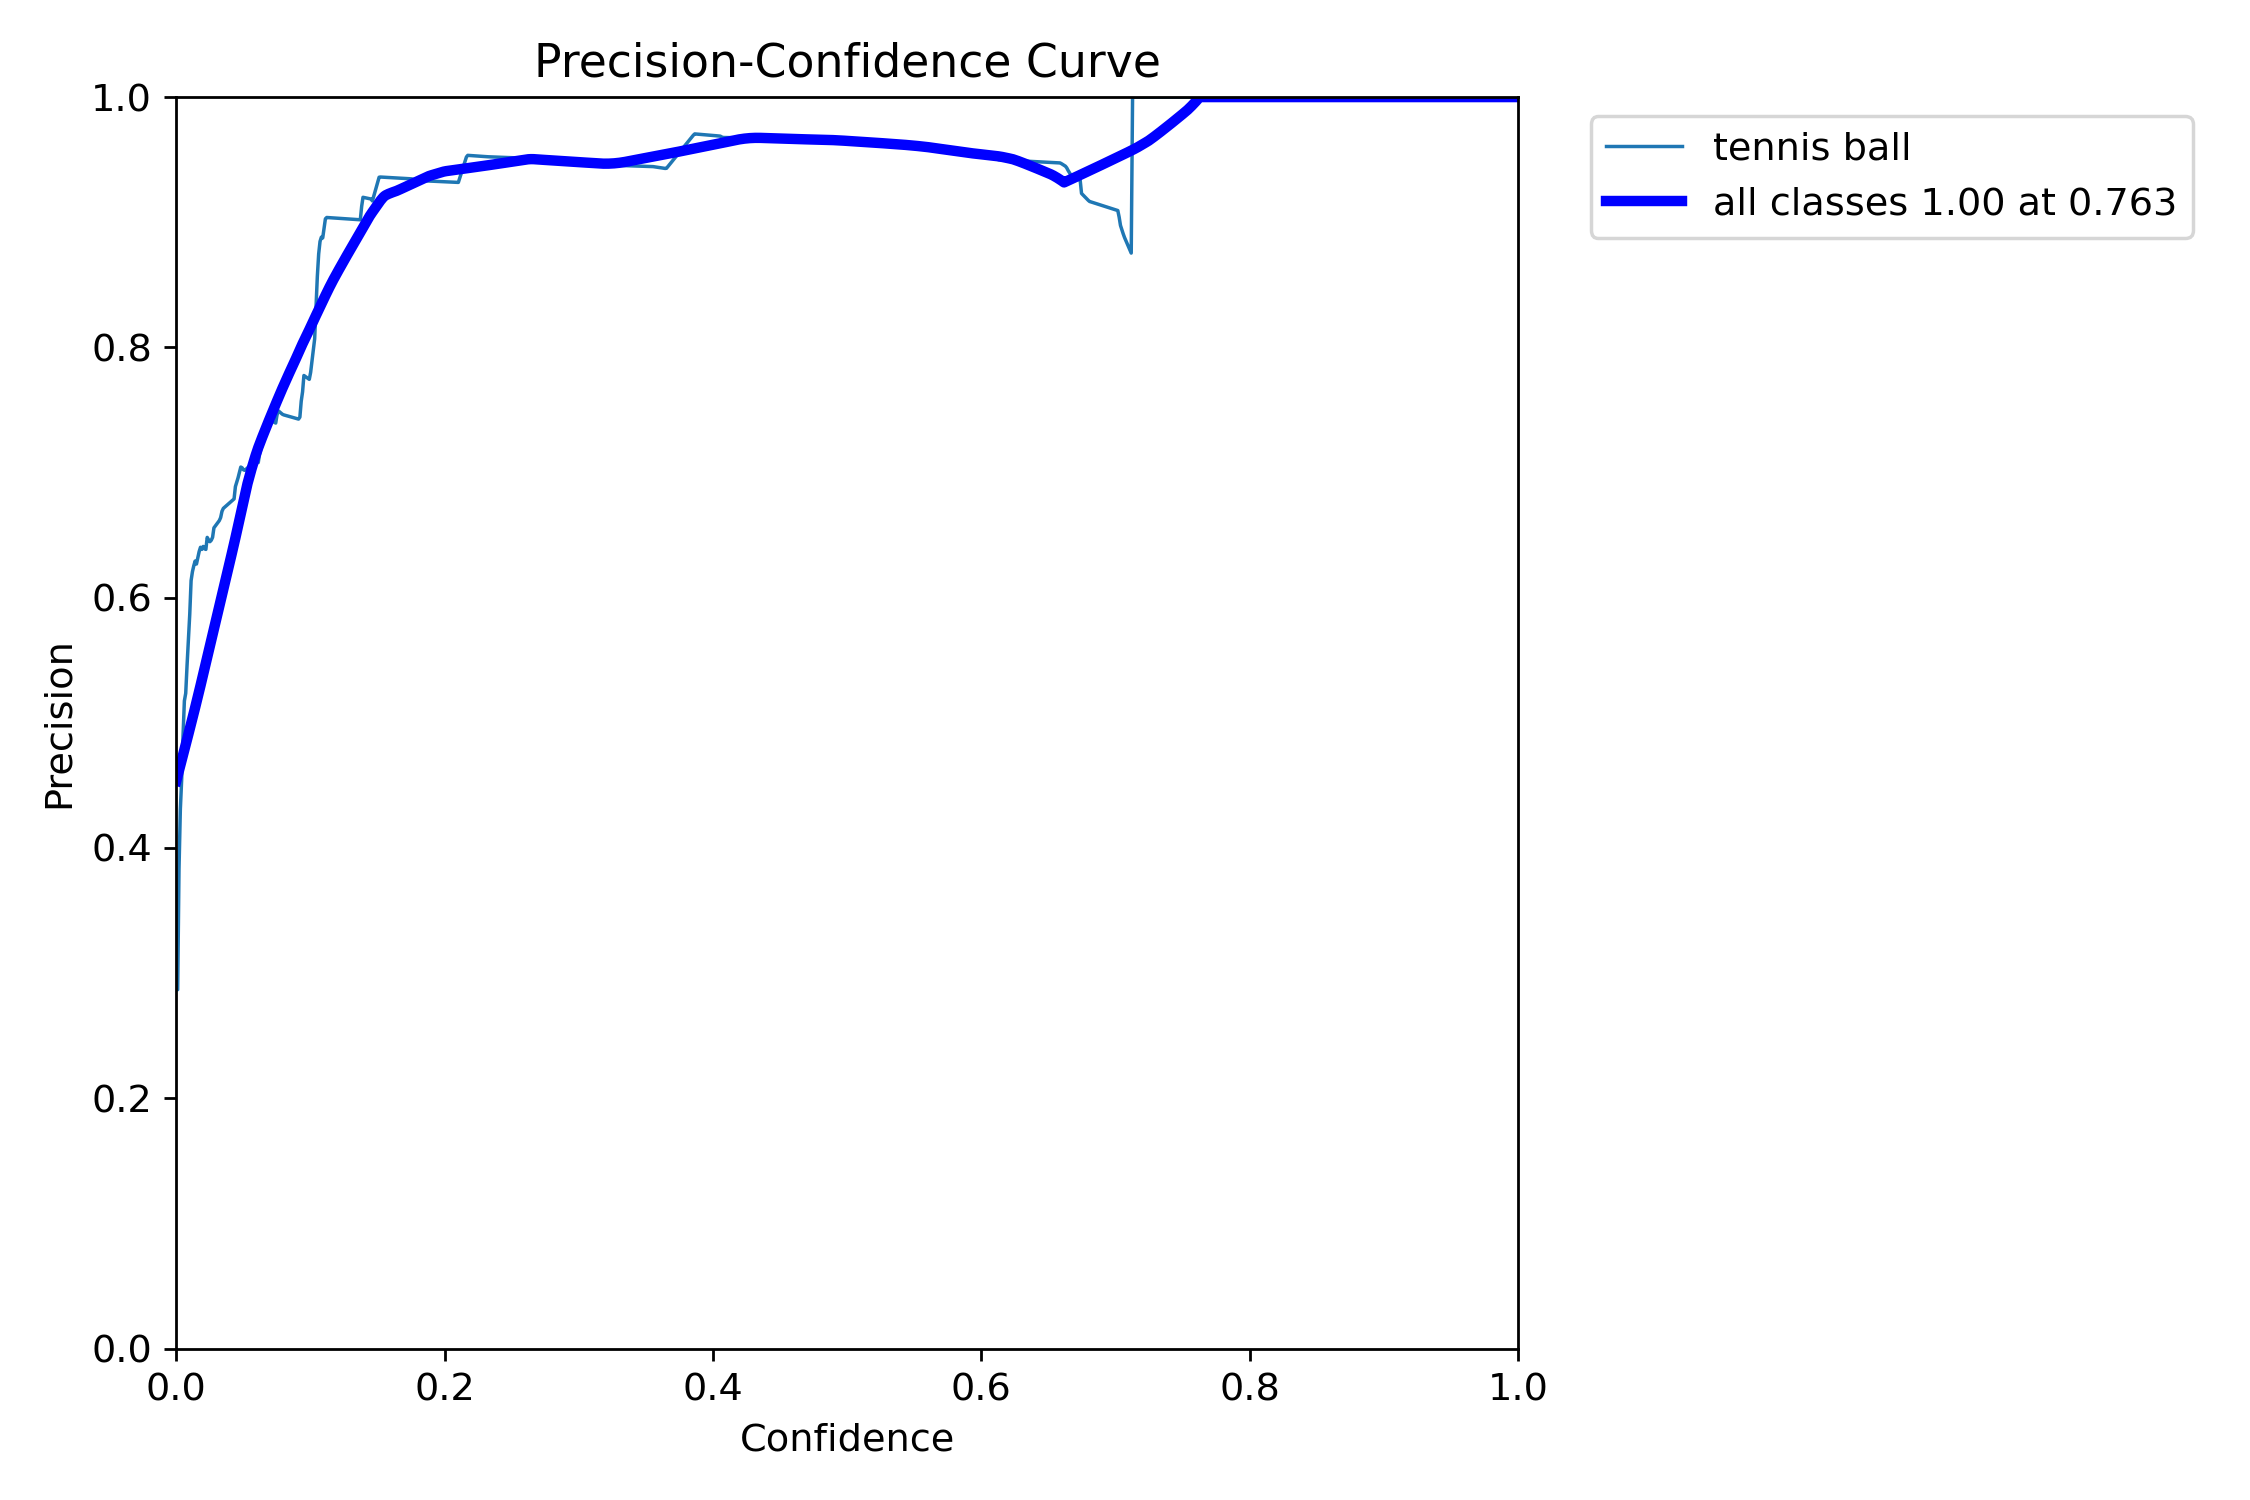 Precision-Confidence Curve
1.0
0.8
0.6
0.4
0.2
0.0
Precision
0.0 0.2 0.4 0.6 0.8 1.0
Confidence
tennis ball
all classes 1.00 at 0.763